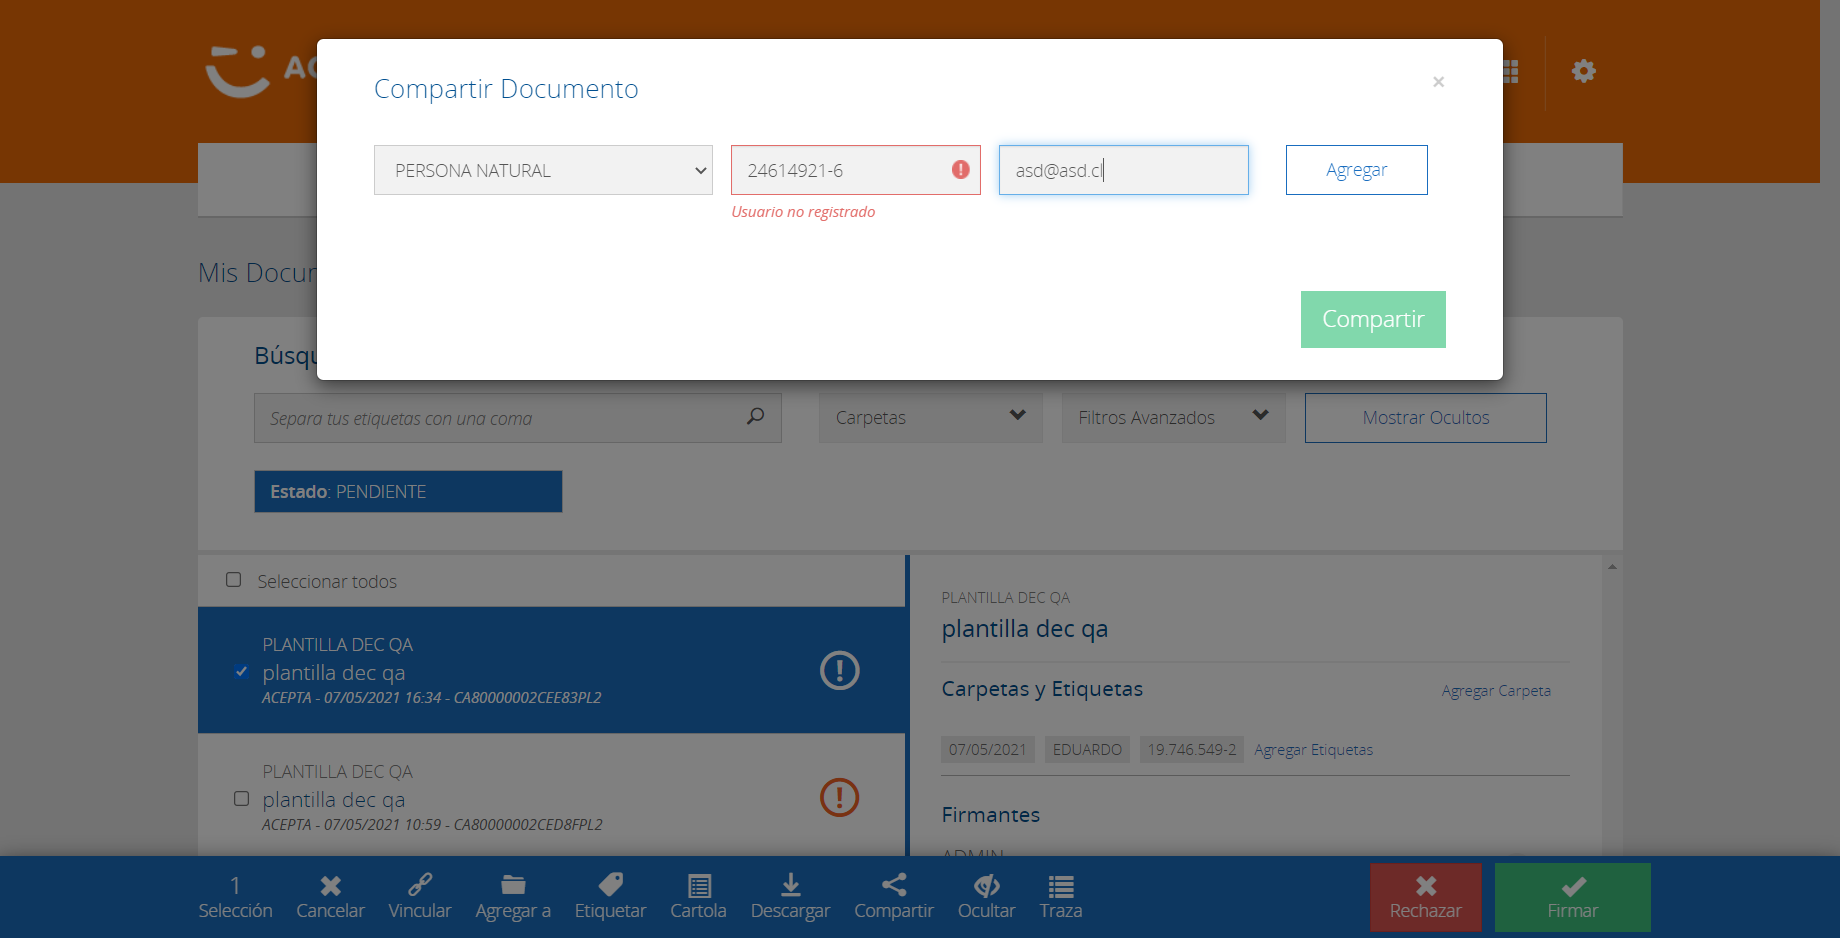 AC
Compartir Documento
×
PERSONA NATURAL
24614921-6
asd@asd.cl
Agregar
Usuario no registrado
Compartir
Mis Docu
Búsqu
Separa tus etiquetas con una coma
Carpetas
Filtros Avanzados
Mostrar Ocultos
Estado: PENDIENTE
Seleccionar todos
PLANTILLA DEC QA
plantilla dec qa
ACEPTA - 07/05/2021 16:34 - CA80000002CEE83PL2
PLANTILLA DEC QA
plantilla dec qa
ACEPTA - 07/05/2021 10:59 - CA80000002CED8FPL2
PLANTILLA DEC QA
plantilla dec qa
Carpetas y Etiquetas
Agregar Carpeta
07/05/2021
EDUARDO
19.746.549-2
Agregar Etiquetas
Firmantes
ADMIN
1
Selección
Cancelar
Vincular
Agregar a
Etiquetar
Cartola
Descargar
Compartir
Ocultar
Traza
Rechazar
Firmar